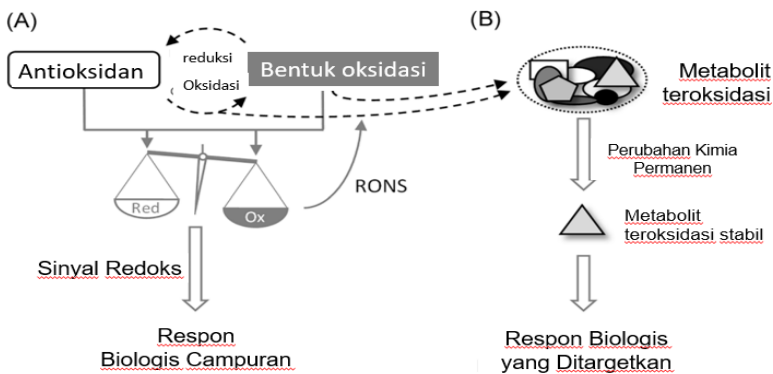 (A)
Antioksidan
reduksi
Oksidasi
Bentuk oksidasi
Red
Ox
RONS
Sinyal Redoks
Respon
Biologis Campuran
(B)
Metabolit
teroksidasi
Perubahan Kimia
Permanen
Metabolit
teroksidasi stabil
Respon Biologis
yang Ditargetkan